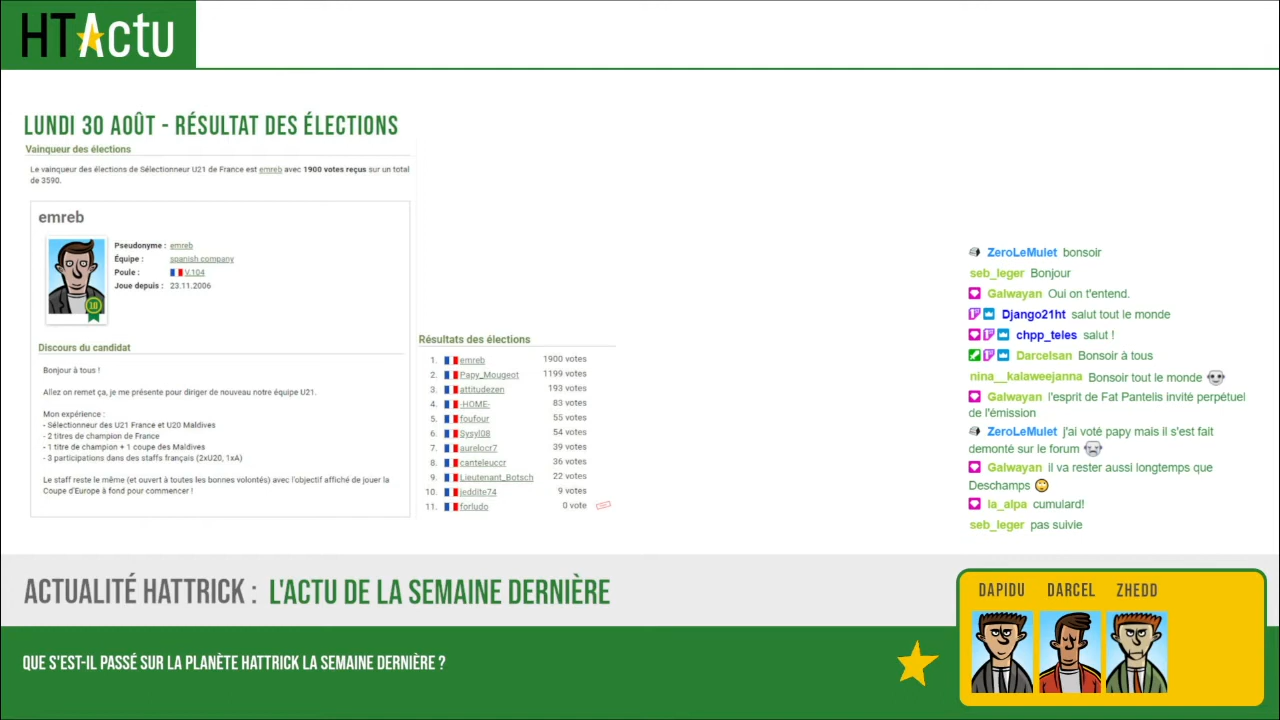 HTActu
LUNDI 30 AOÛT - RÉSULTAT DES ÉLECTIONS
Vainqueur des élections
Le vainqueur des élections de Sélectionneur U21 de France est emreb avec 1900 votes reçus sur un total
de 3590.
emreb
Pseudonyme : emreb
Équipe : spanish company
Poule : V.104
Joue depuis : 23.11.2006
10
Discours du candidat
Bonjour à tous !
Allez on remet ça, je me présente pour diriger de nouveau notre équipe U21.
Mon expérience :
- Sélectionneur des U21 France et U20 Maldives
- 2 titres de champion de France
- 1 titre de champion + 1 coupe des Maldives
- 3 participations dans des staffs français (2xU20, 1xA)
Le staff reste le même (et ouvert à toutes les bonnes volontés) avec l'objectif affiché de jouer la
Coupe d'Europe à fond pour commencer !
Résultats des élections
1. emreb 1900 votes
2. Papy_Mougeot 1199 votes
3. attitudezen 193 votes
4. -HOME- 83 votes
5. foufour 55 votes
6. Sysyl08 54 votes
7. aurelocr7 39 votes
8. canteleuccr 36 votes
9. Lieutenant_Botsch 22 votes
10. jeddite74 9 votes
11. forludo 0 vote
ZeroLeMulet bonsoir
seb_leger Bonjour
Galwayan Oui on t'entend.
Django21ht salut tout le monde
chpp_teles salut !
Darcelsan Bonsoir à tous
nina__kalaweejanna Bonsoir tout le monde
Galwayan l'esprit de Fat Pantelis invité perpétuel
de l'émission
ZeroLeMulet j'ai voté papy mais il s'est fait
demonté sur le forum
Galwayan il va rester aussi longtemps que
Deschamps
la_alpa cumulard!
seb_leger pas suivie
ACTUALITÉ HATTRICK : L'ACTU DE LA SEMAINE DERNIÈRE
DAPIDU DARCEL ZHEDD
QUE S'EST-IL PASSÉ SUR LA PLANÈTE HATTRICK LA SEMAINE DERNIÈRE ?